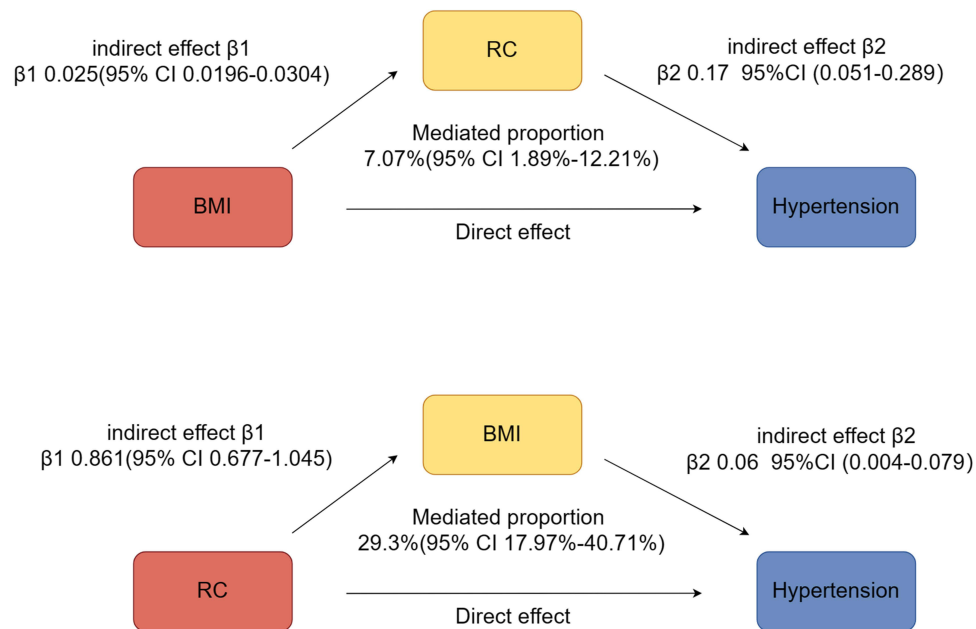 indirect effect β1
β1 0.025(95% CI 0.0196-0.0304)
RC
indirect effect β2
β2 0.17  95%CI (0.051-0.289)
Mediated proportion
7.07%(95% CI 1.89%-12.21%)
BMI
Direct effect
Hypertension
indirect effect β1
β1 0.861(95% CI 0.677-1.045)
BMI
indirect effect β2
β2 0.06  95%CI (0.004-0.079)
Mediated proportion
29.3%(95% CI 17.97%-40.71%)
RC
Direct effect
Hypertension